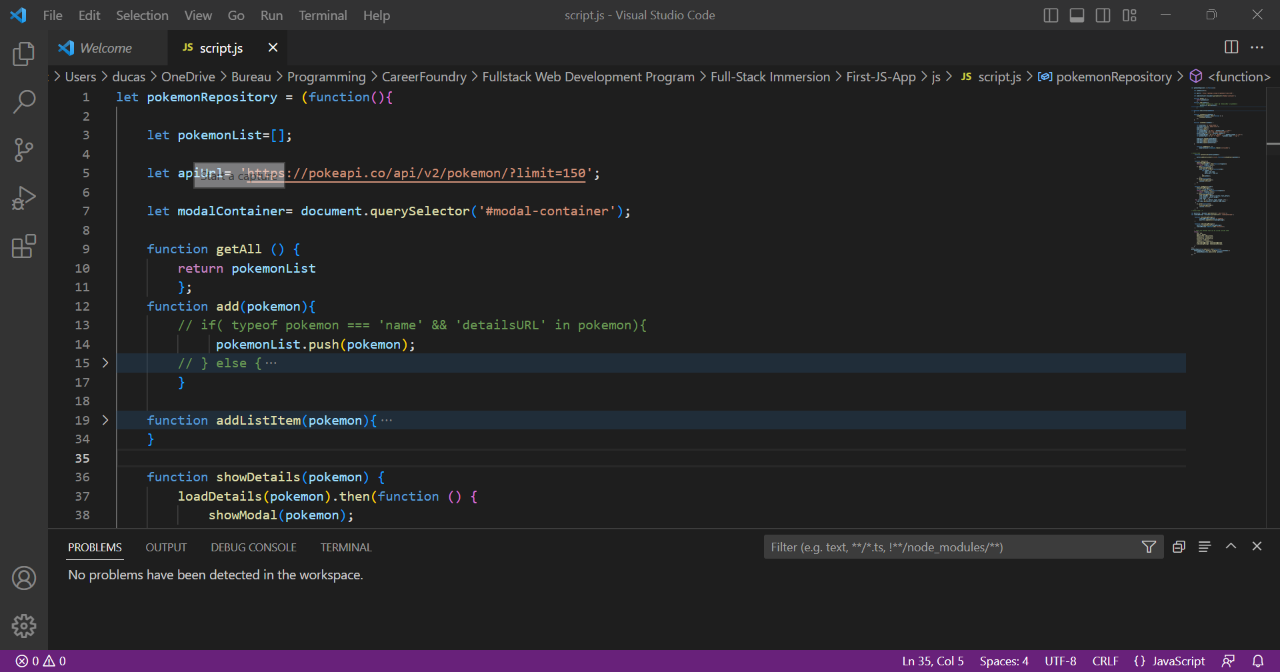 File Edit Selection View Go Run Terminal Help script.js - Visual Studio Code
Welcome JS script.js
> Users > ducas > OneDrive > Bureau > Programming > CareerFoundry > Fullstack Web Development Program > Full-Stack Immersion > First-JS-App > js > JS script.js > pokemonRepository > <function>
1 let pokemonRepository = (function(){
2
3 let pokemonList=[];
4
5 let apiUrl= 'https://pokeapi.co/api/v2/pokemon/?limit=150';
6
7 let modalContainer= document.querySelector('#modal-container');
8
9 function getAll () {
10 return pokemonList
11 };
12 function add(pokemon){
13 // if( typeof pokemon === 'name' && 'detailsURL' in pokemon){
14 pokemonList.push(pokemon);
15 // } else {···
17 }
18
19 function addListItem(pokemon){···
34 }
35
36 function showDetails(pokemon) {
37 loadDetails(pokemon).then(function () {
38 showModal(pokemon);
PROBLEMS OUTPUT DEBUG CONSOLE TERMINAL Filter (e.g. text, **/*.ts, !**/node_modules/**)
No problems have been detected in the workspace.
0 0 Ln 35, Col 5 Spaces: 4 UTF-8 CRLF {} JavaScript